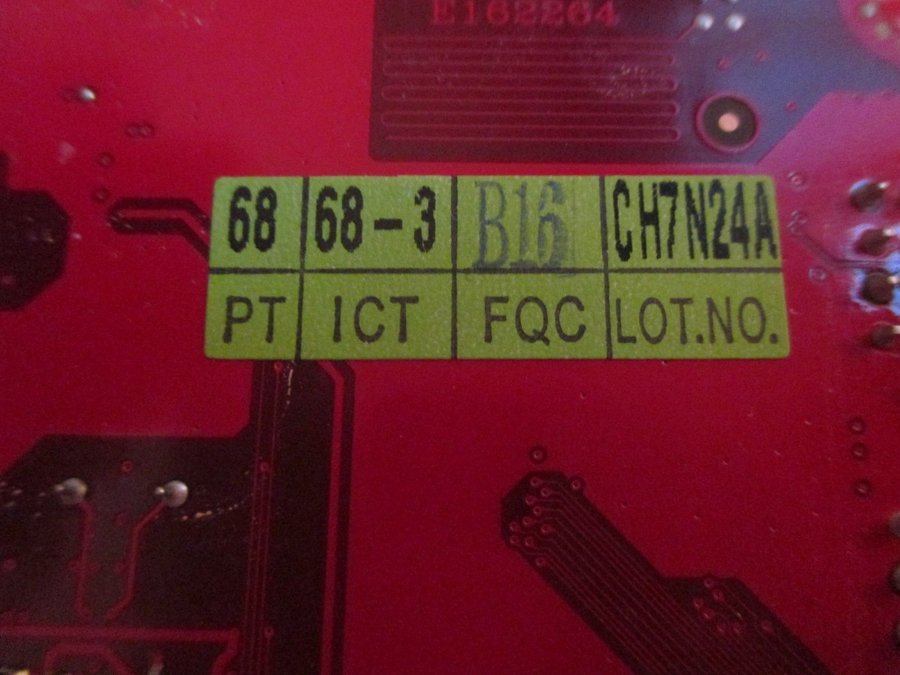 E162264
68 68-3 B16 CH7N24A
PT ICT FQC LOT.NO.